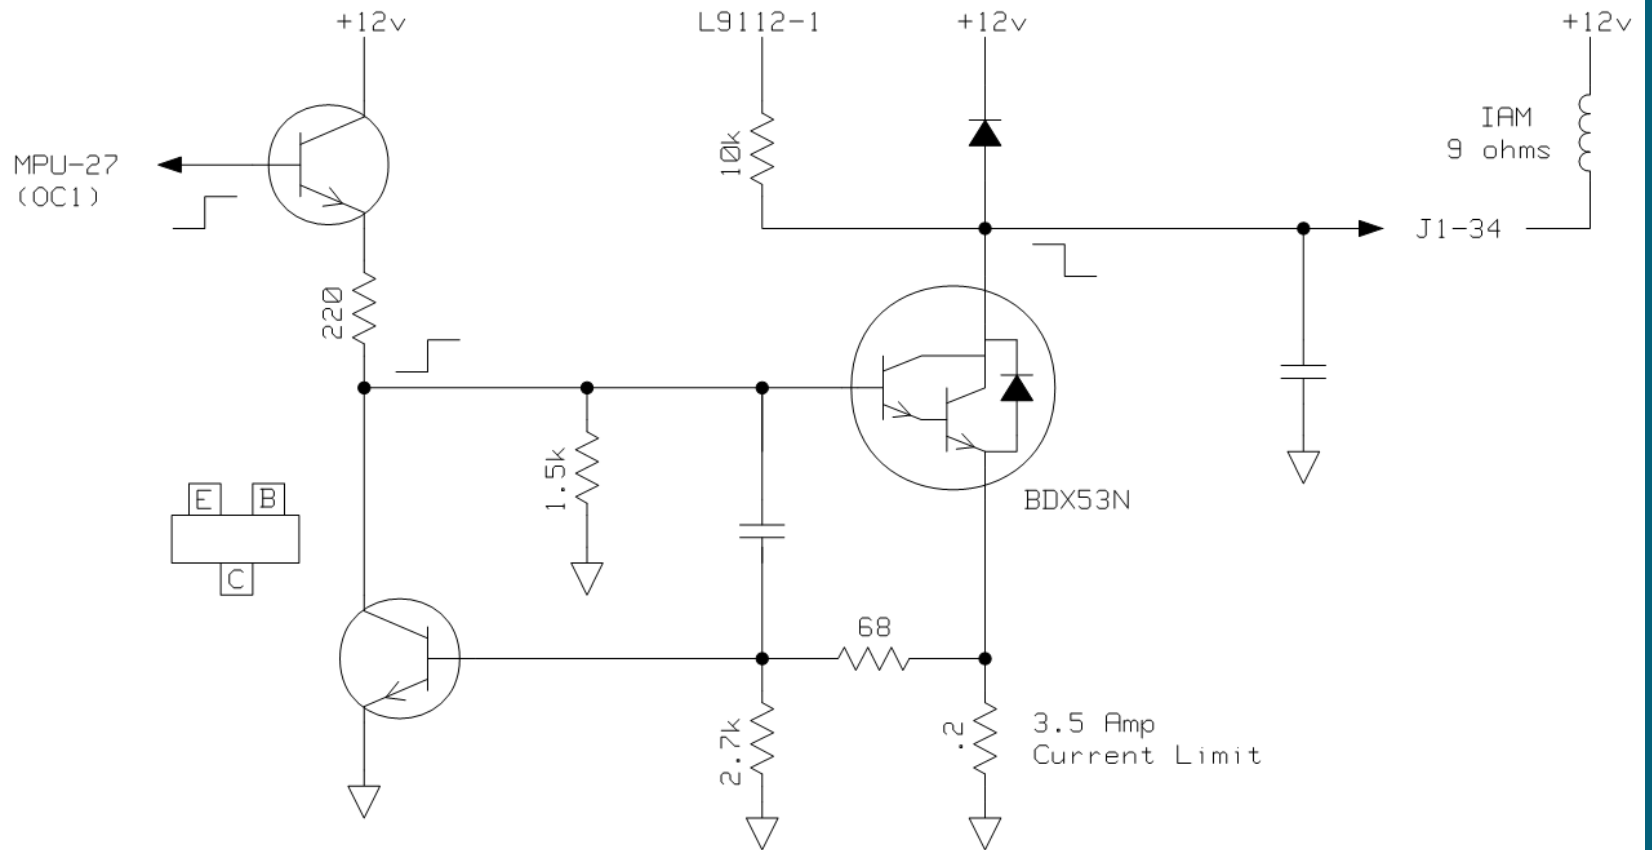 +12v
L9112-1
+12v
+12v
MPU-27
(OC1)
10k
IAM
9 ohms
J1-34
220
1.5k
BDX53N
E
B
C
68
2.7k
.2
3.5 Amp
Current Limit